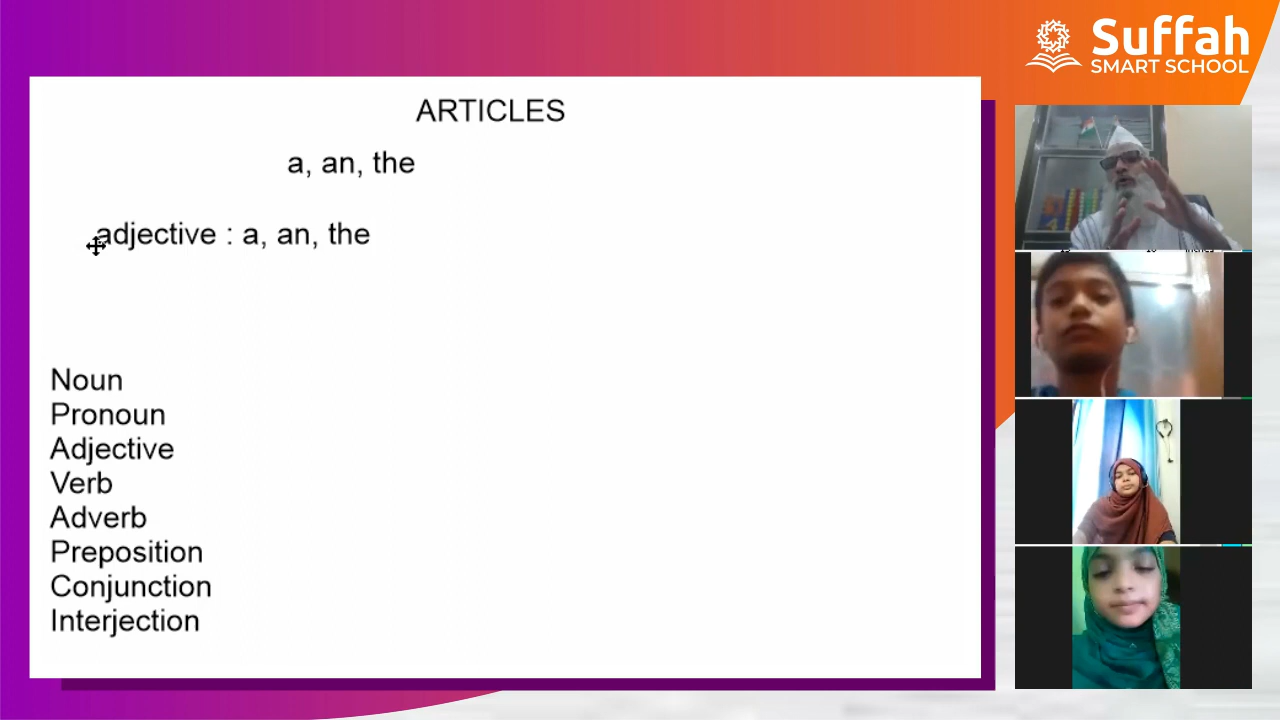 Suffah
SMART SCHOOL
ARTICLES
a, an, the
adjective : a, an, the
Noun
Pronoun
Adjective
Verb
Adverb
Preposition
Conjunction
Interjection